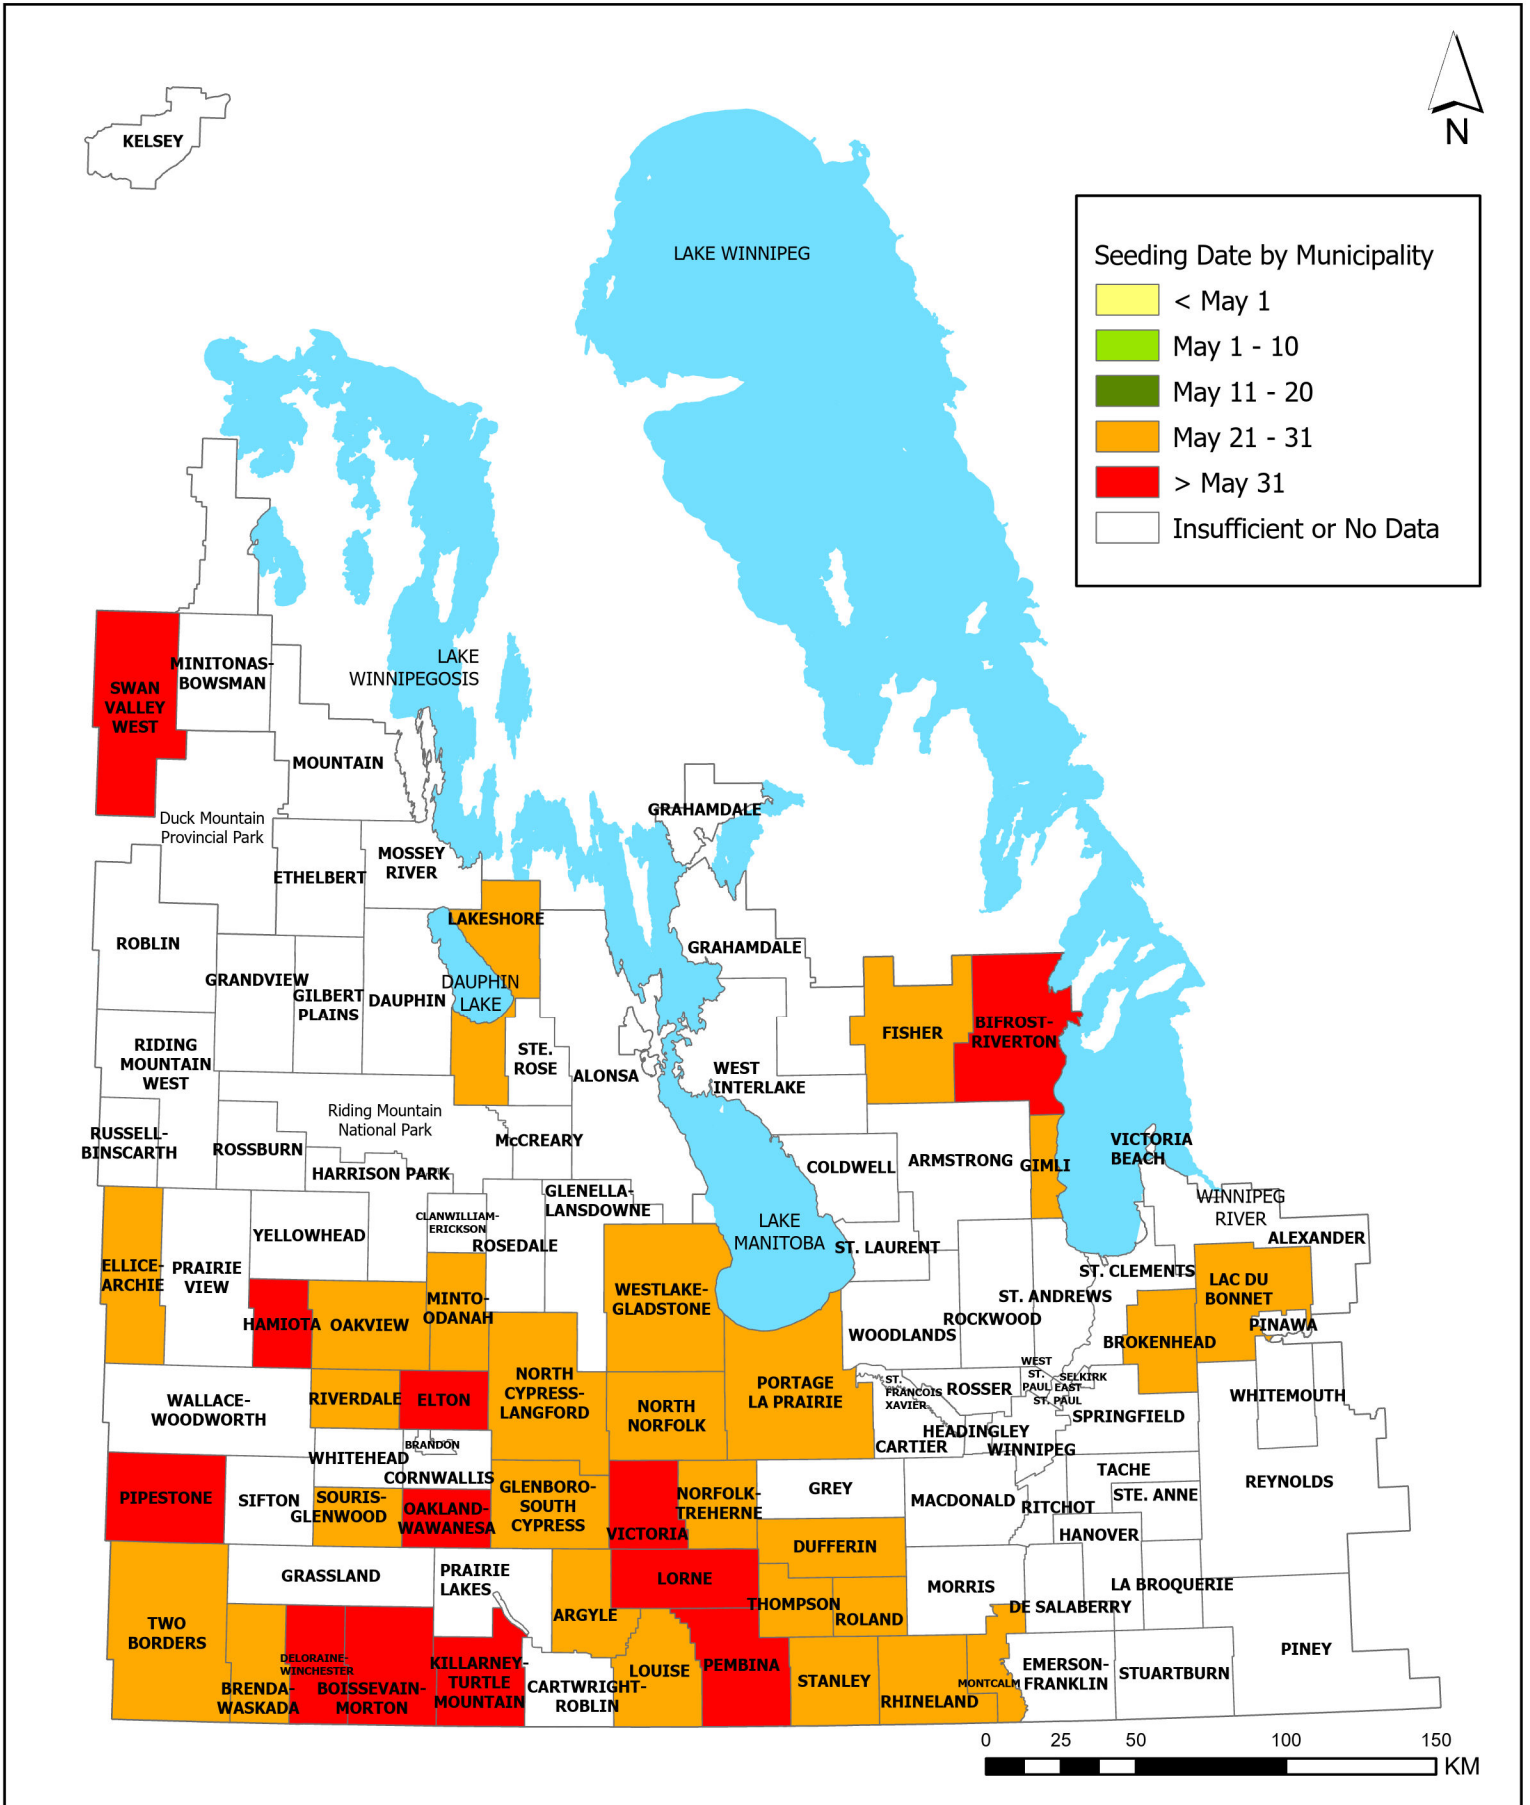 KELSEY
N
LAKE WINNIPEG
Seeding Date by Municipality
< May 1
May 1 - 10
May 11 - 20
May 21 - 31
> May 31
Insufficient or No Data
LAKE
WINNIPEGOSIS
MINITONAS-
BOWSMAN
SWAN
VALLEY
WEST
MOUNTAIN
Duck Mountain
Provincial Park
GRAHAMDALE
MOSSEY
RIVER
ETHELBERT
LAKESHORE
ROBLIN
GRAHAMDALE
GRANDVIEW
GILBERT
PLAINS
DAUPHIN
DAUPHIN
LAKE
FISHER
BIFROST-
RIVERTON
RIDING
MOUNTAIN
WEST
STE.
ROSE
ALONSA
WEST
INTERLAKE
Riding Mountain
National Park
RUSSELL-
BINSCARTH
ROSSBURN
McCREARY
HARRISON PARK
COLDWELL
ARMSTRONG
GIMLI
VICTORIA
BEACH
WINNIPEG
RIVER
GLENELLA-
LANSDOWNE
CLANWILLIAM-
ERICKSON
YELLOWHEAD
ROSEDALE
LAKE
MANITOBA
ST. LAURENT
ALEXANDER
ELLICE-
ARCHIE
PRAIRIE
VIEW
ST. CLEMENTS
LAC DU
BONNET
WESTLAKE-
GLADSTONE
MINTO-
ODANAH
ST. ANDREWS
HAMIOTA
OAKVIEW
ROCKWOOD
WOODLANDS
BROKENHEAD
PINAWA
NORTH
CYPRESS-
LANGFORD
PORTAGE
LA PRAIRIE
WEST
ST.
PAUL
SELKIRK
EAST
ST. PAUL
ST.
FRANCOIS
XAVIER
ROSSER
WALLACE-
WOODWORTH
RIVERDALE
ELTON
NORTH
NORFOLK
WHITEMOUTH
SPRINGFIELD
HEADINGLEY
CARTIER
WINNIPEG
BRANDON
WHITEHEAD
CORNWALLIS
TACHE
REYNOLDS
PIPESTONE
SIFTON
SOURIS-
GLENWOOD
OAKLAND-
WAWANESA
GLENBORO-
SOUTH
CYPRESS
VICTORIA
NORFOLK-
TREHERNE
GREY
MACDONALD
RITCHOT
STE. ANNE
HANOVER
DUFFERIN
GRASSLAND
PRAIRIE
LAKES
LORNE
MORRIS
LA BROQUERIE
DE SALABERRY
THOMPSON
ROLAND
ARGYLE
TWO
BORDERS
PINEY
DELORAINE-
WINCHESTER
KILLARNEY-
TURTLE
MOUNTAIN
LOUISE
PEMBINA
STANLEY
EMERSON-
FRANKLIN
STUARTBURN
MONTCALM
BRENDA-
WASKADA
BOISSEVAIN-
MORTON
CARTWRIGHT-
ROBLIN
RHINELAND
0 25 50 100 150
KM